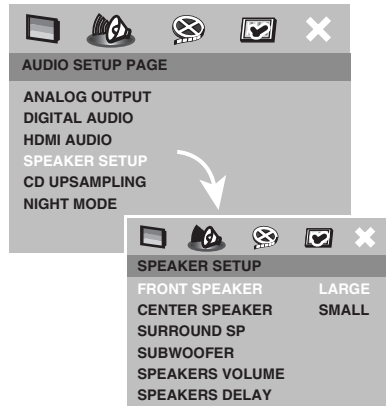 AUDIO SETUP PAGE
ANALOG OUTPUT
DIGITAL AUDIO
HDMI AUDIO
SPEAKER SETUP
CD UPSAMPLING
NIGHT MODE
SPEAKER SETUP
FRONT SPEAKER LARGE
CENTER SPEAKER SMALL
SURROUND SP
SUBWOOFER
SPEAKERS VOLUME
SPEAKERS DELAY